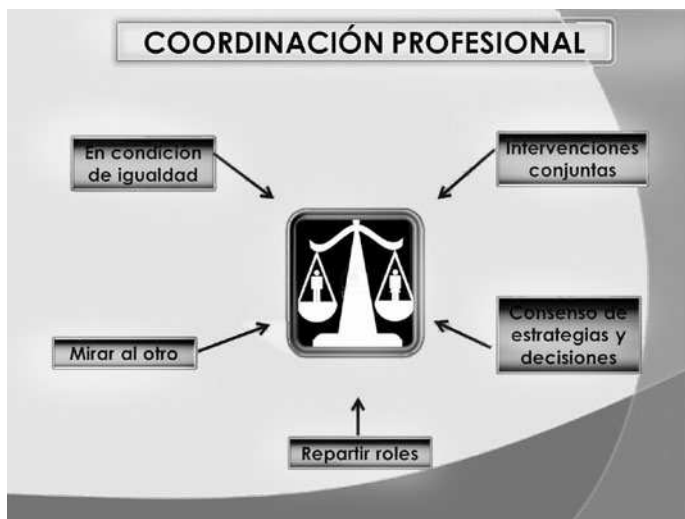 COORDINACIÓN PROFESIONAL
En condición
de igualdad
Intervenciones
conjuntas
Mirar al otro
Consenso de
estrategias y
decisiones
Repartir roles